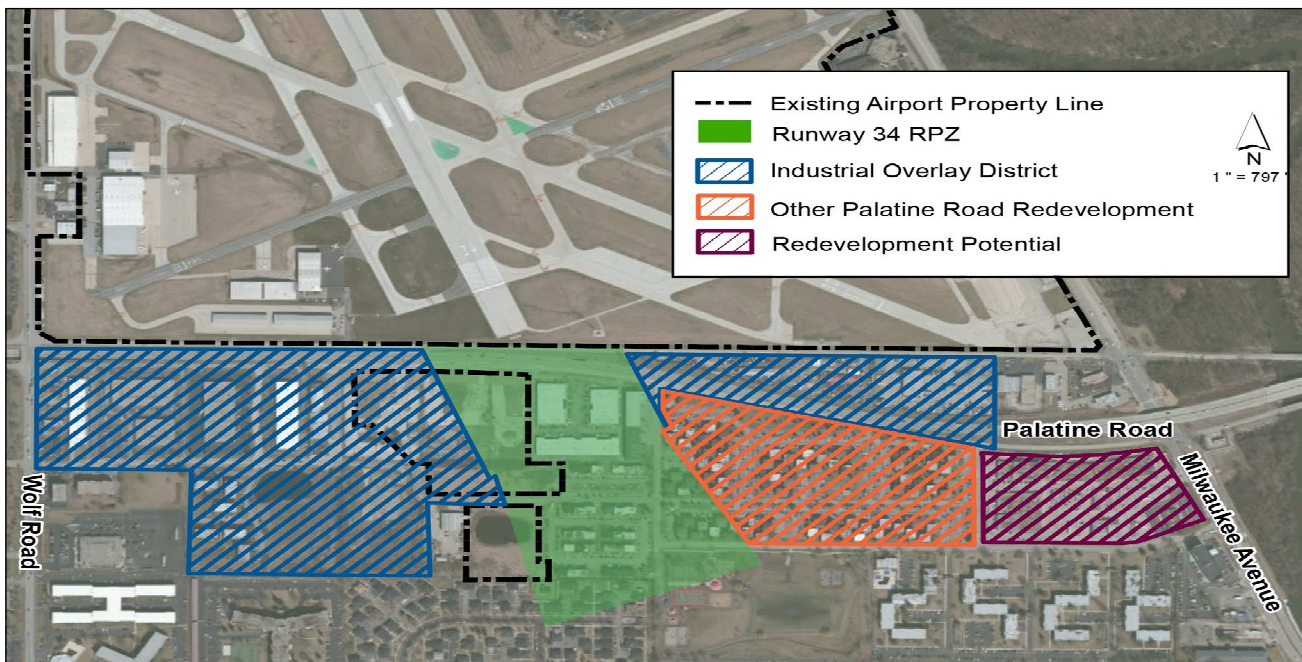 Existing Airport Property Line
Runway 34 RPZ
Industrial Overlay District
Other Palatine Road Redevelopment
Redevelopment Potential
N
1 " = 797 '
Palatine Road
Wolf Road
Milwaukee Avenue